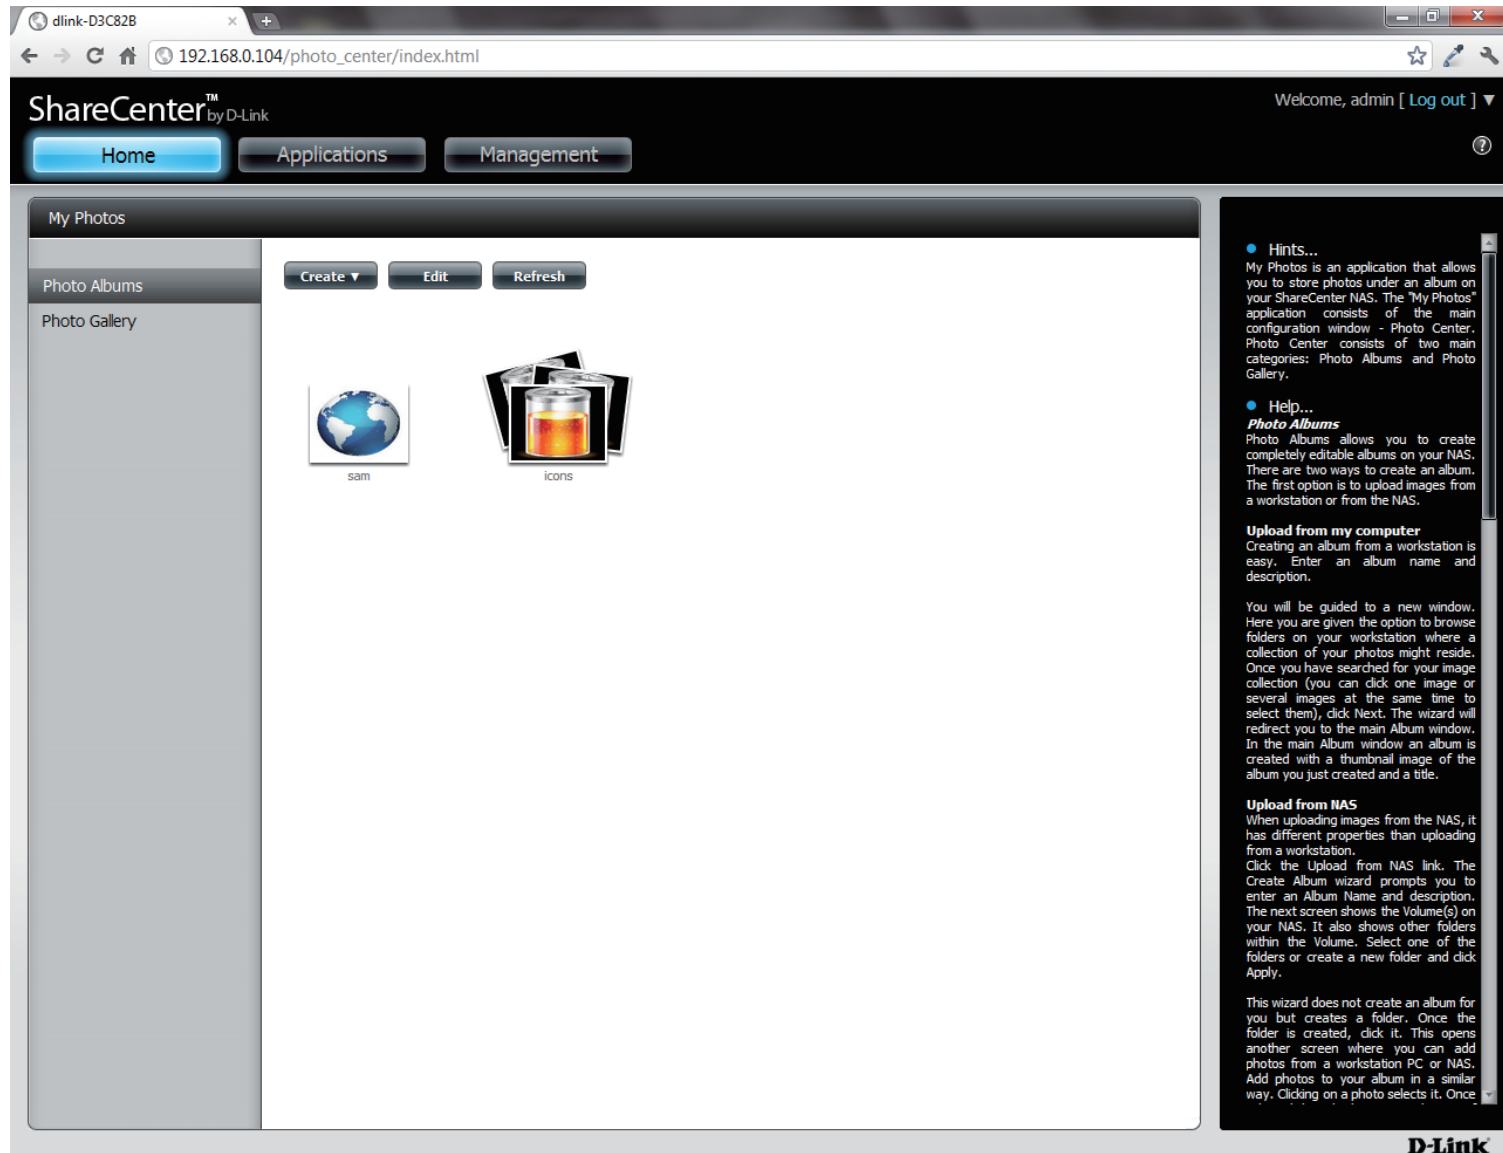 dlink-D3C82B
192.168.0.104/photo_center/index.html
ShareCenter™ by D-Link
Welcome, admin [ Log out ] ▼
Home
Applications
Management
?
My Photos
Photo Albums
Photo Gallery
Create ▼
Edit
Refresh
sam
icons
Hints...
My Photos is an application that allows
you to store photos under an album on
your ShareCenter NAS. The "My Photos"
application consists of the main
configuration window - Photo Center.
Photo Center consists of two main
categories: Photo Albums and Photo
Gallery.
Help...
Photo Albums
Photo Albums allows you to create
completely editable albums on your NAS.
There are two ways to create an album.
The first option is to upload images from
a workstation or from the NAS.
Upload from my computer
Creating an album from a workstation is
easy. Enter an album name and
description.
You will be guided to a new window.
Here you are given the option to browse
folders on your workstation where a
collection of your photos might reside.
Once you have searched for your image
collection (you can click one image or
several images at the same time to
select them), click Next. The wizard will
redirect you to the main Album window.
In the main Album window an album is
created with a thumbnail image of the
album you just created and a title.
Upload from NAS
When uploading images from the NAS, it
has different properties than uploading
from a workstation.
Click the Upload from NAS link. The
Create Album wizard prompts you to
enter an Album Name and description.
The next screen shows the Volume(s) on
your NAS. It also shows other folders
within the Volume. Select one of the
folders or create a new folder and click
Apply.
This wizard does not create an album for
you but creates a folder. Once the
folder is created, click it. This opens
another screen where you can add
photos from a workstation PC or NAS.
Add photos to your album in a similar
way. Clicking on a photo selects it. Once
D-Link